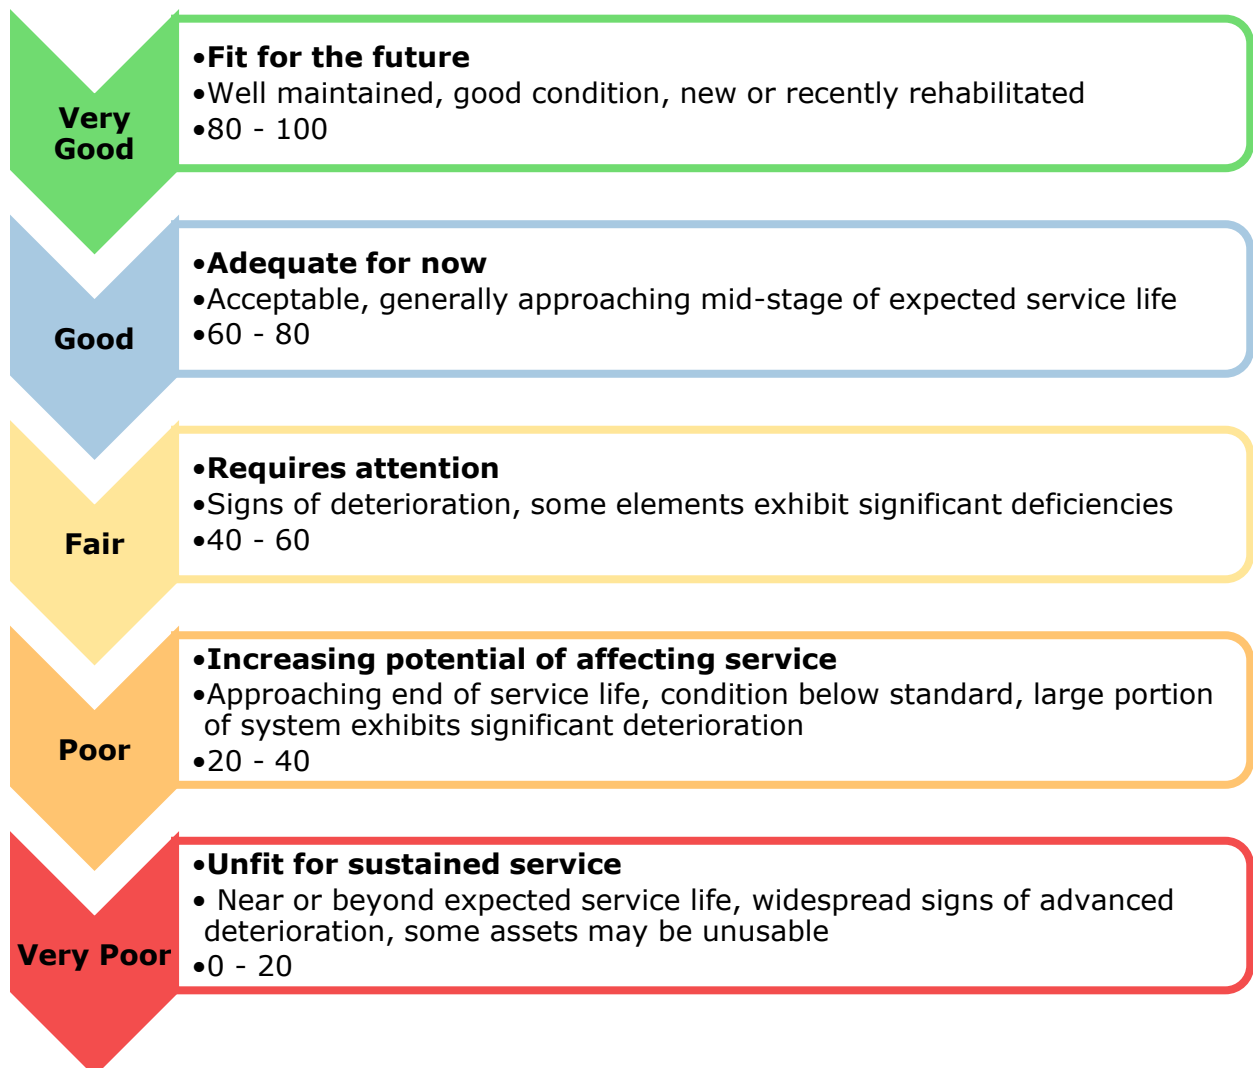 Very
Good
•Fit for the future
•Well maintained, good condition, new or recently rehabilitated
•80 - 100
Good
•Adequate for now
•Acceptable, generally approaching mid-stage of expected service life
•60 - 80
Fair
•Requires attention
•Signs of deterioration, some elements exhibit significant deficiencies
•40 - 60
Poor
•Increasing potential of affecting service
•Approaching end of service life, condition below standard, large portion
of system exhibits significant deterioration
•20 - 40
Very Poor
•Unfit for sustained service
• Near or beyond expected service life, widespread signs of advanced
deterioration, some assets may be unusable
•0 - 20